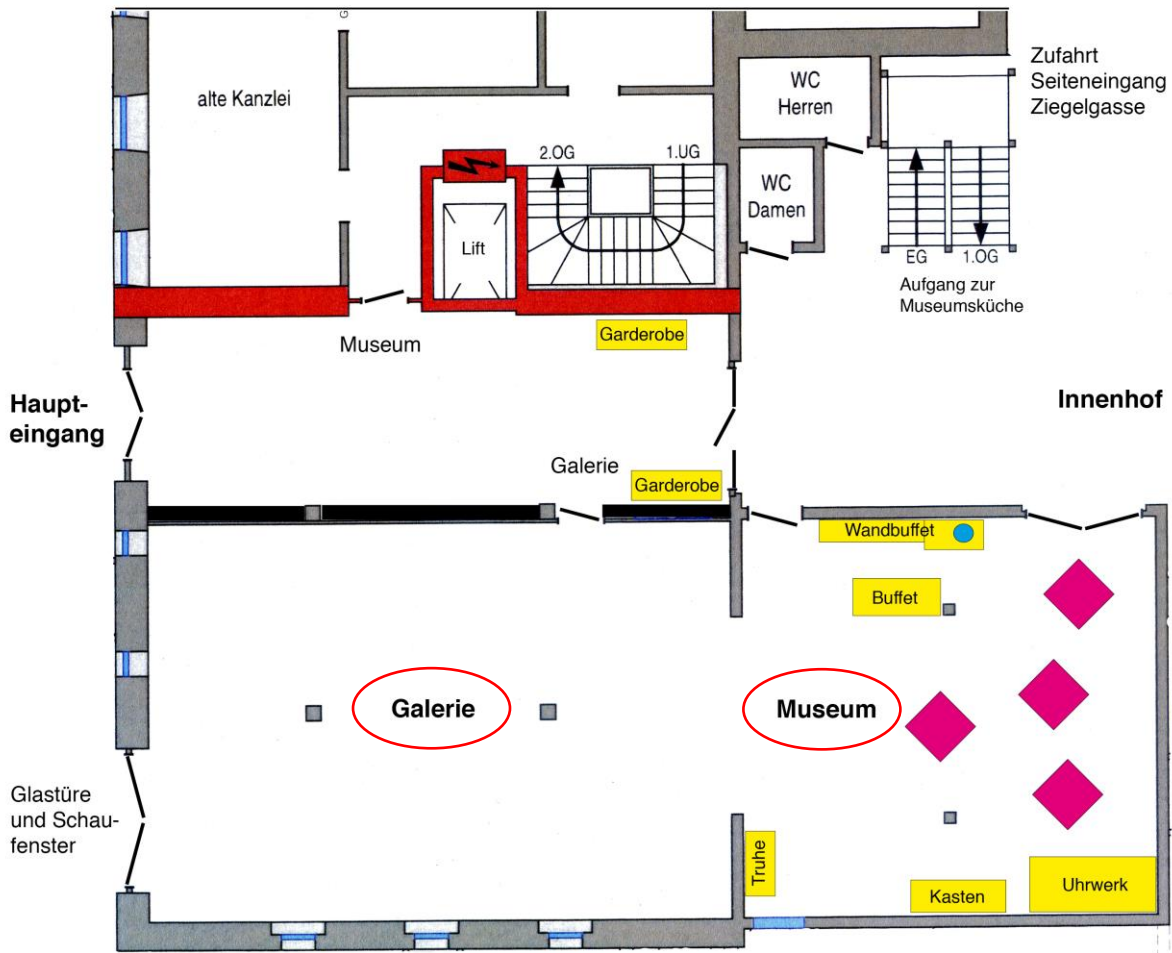 G
alte Kanzlei
WC
Herren
Zufahrt
Seiteneingang
Ziegelgasse
2.OG
1.UG
WC
Damen
Lift
EG
1.OG
Aufgang zur
Museumsküche
Museum
Garderobe
Haupt-
eingang
Innenhof
Galerie
Garderobe
Wandbuffet
Buffet
Galerie
Museum
Glastüre
und Schau-
fenster
Truhe
Kasten
Uhrwerk